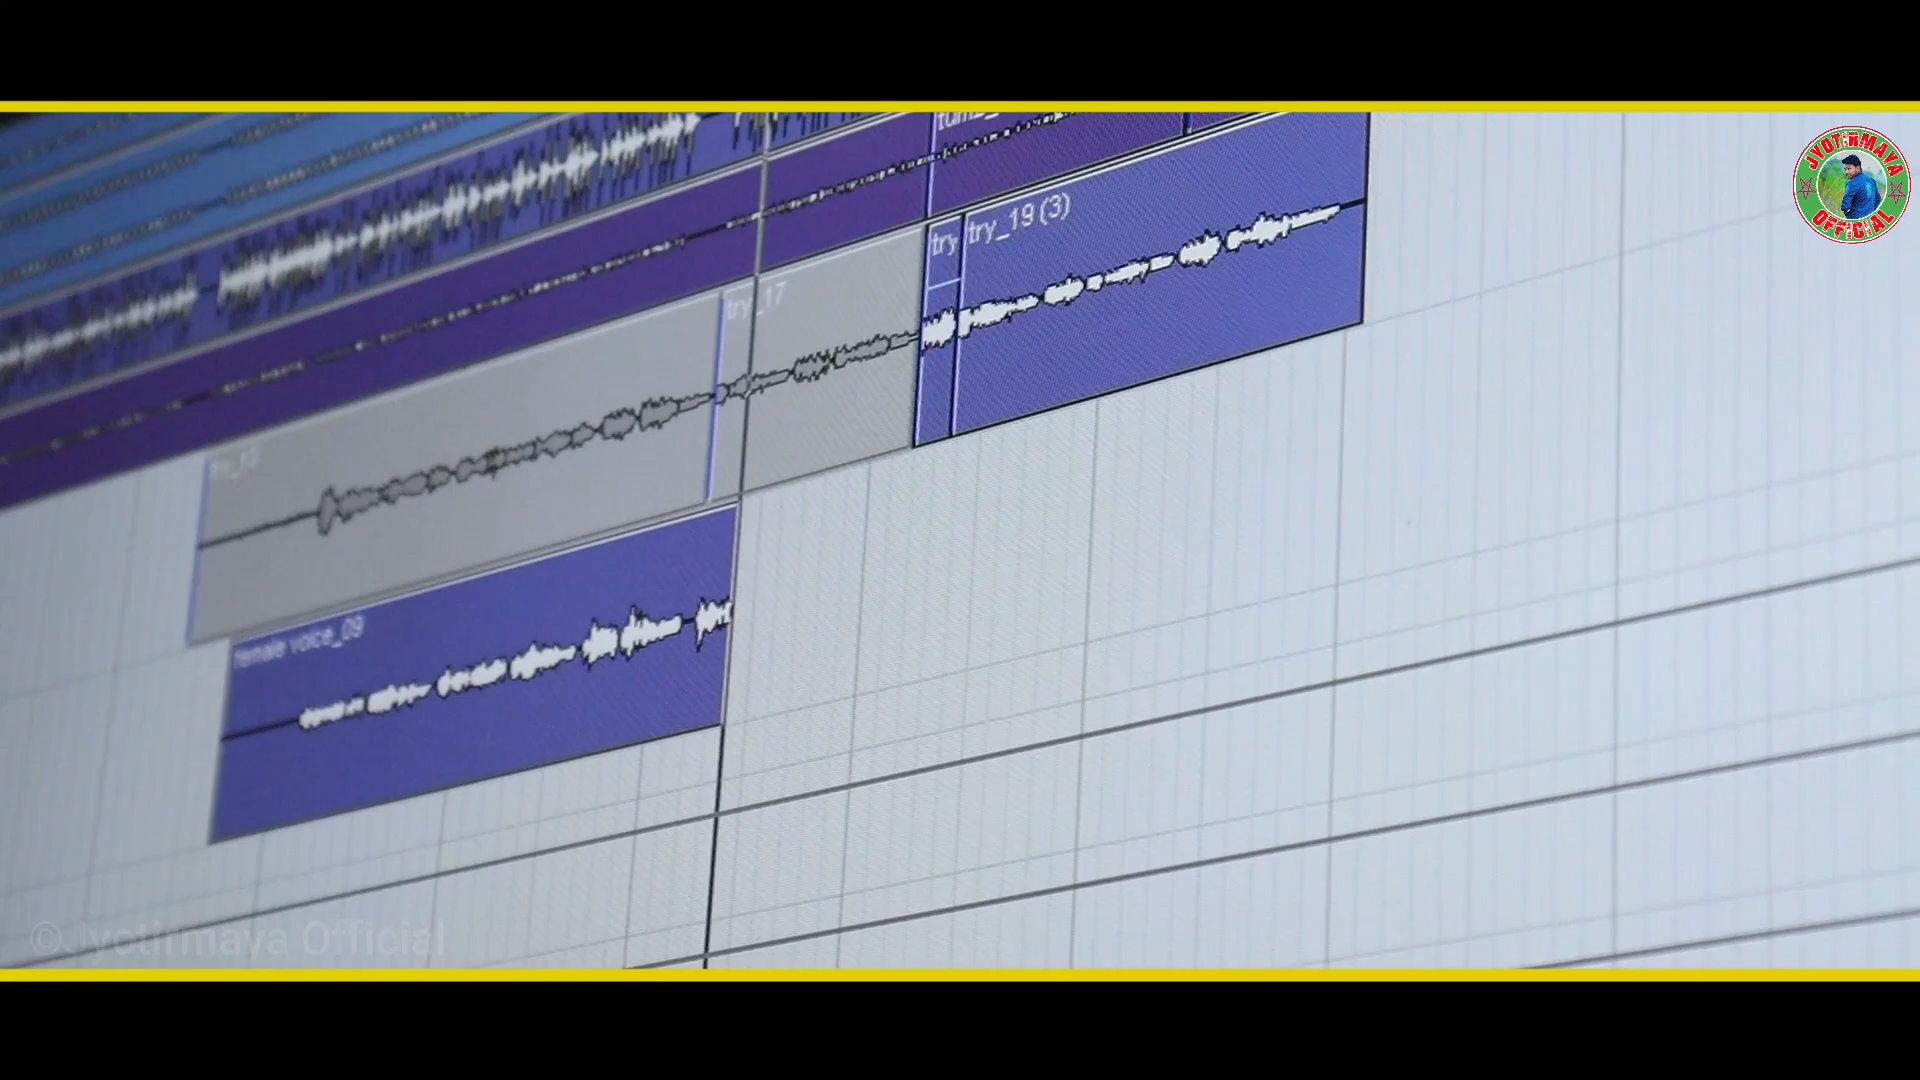 JYOTIRMAYA
OFFICIAL
try
try_19 (3)
try_17
female voice_09
© Jyotirmaya Official